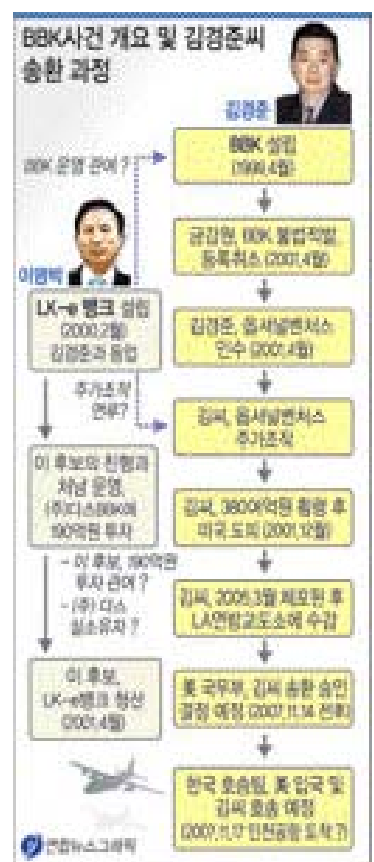 BBK사건 개요 및 김경준씨
송환 과정
김경준
BBK 설립
(1999.4월)
BBK 운영 관여?
금감원, BBK 불법적발,
등록취소 (2001.4월)
이명박
LK-e 뱅크 설립
(2000.2월)
김경준과 동업
김경준, 옵셔널벤처스
인수 (2001.4월)
주가조작
연루?
김씨, 옵셔널벤처스
주가조작
이 후보의 친형과
처남 운영,
(주)다스BBK에
190억원 투자
김씨, 380여억원 횡령 후
미국 도피 (2001.12월)
- 이 후보, 190억원
투자 관여?
- (주) 다스
실소유자?
김씨, 2005.3월 체포된 후
LA연방교도소에 수감
이 후보,
LK-e뱅크 청산
(2001.4월)
美 국무부, 김씨 송환 승인
결정 예정 (2007.11.14 전후)
한국 호송팀, 美 입국 및
김씨 호송 예정
(2007.11.17 인천공항 도착?)
연합뉴스그래픽